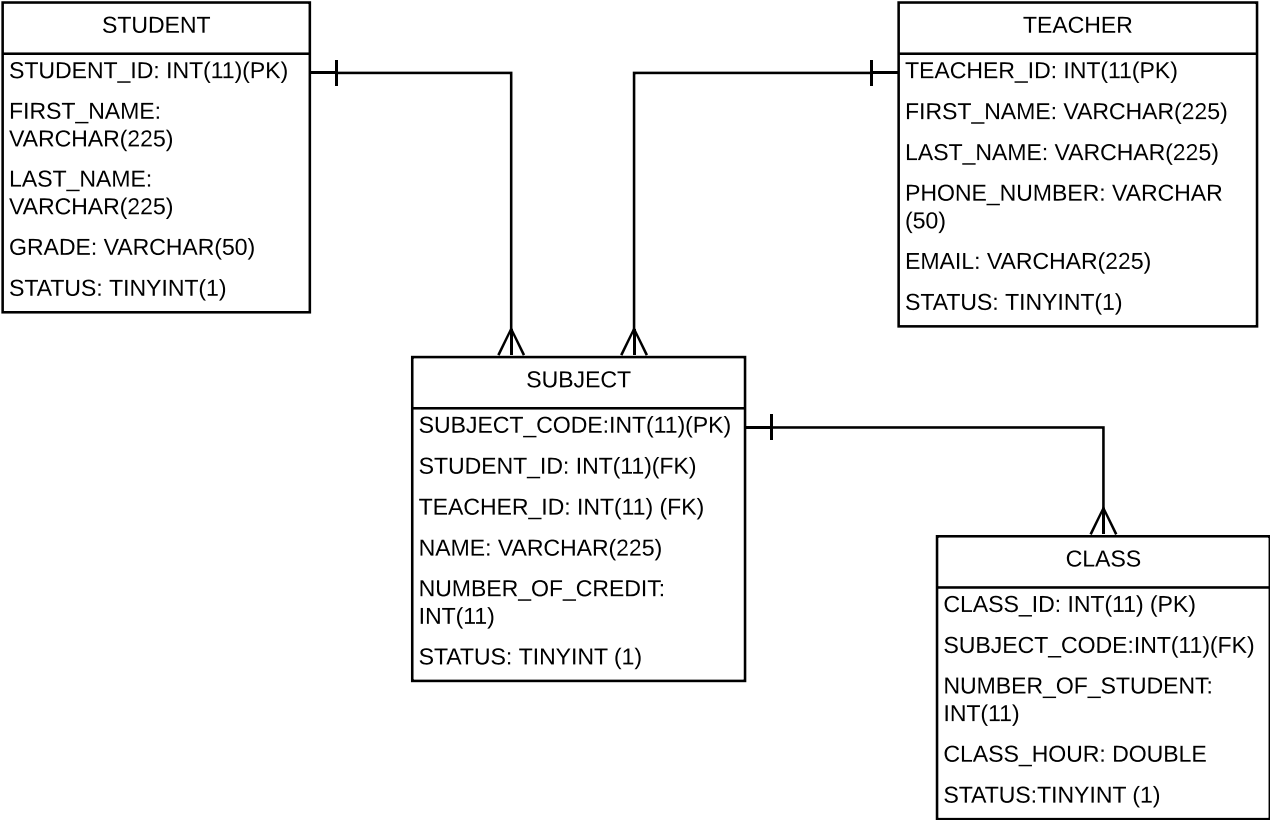 STUDENT
STUDENT_ID: INT(11)(PK)
FIRST_NAME:
VARCHAR(225)
LAST_NAME:
VARCHAR(225)
GRADE: VARCHAR(50)
STATUS: TINYINT(1)
TEACHER
TEACHER_ID: INT(11(PK)
FIRST_NAME: VARCHAR(225)
LAST_NAME: VARCHAR(225)
PHONE_NUMBER: VARCHAR
(50)
EMAIL: VARCHAR(225)
STATUS: TINYINT(1)
SUBJECT
SUBJECT_CODE:INT(11)(PK)
STUDENT_ID: INT(11)(FK)
TEACHER_ID: INT(11) (FK)
NAME: VARCHAR(225)
NUMBER_OF_CREDIT:
INT(11)
STATUS: TINYINT (1)
CLASS
CLASS_ID: INT(11) (PK)
SUBJECT_CODE:INT(11)(FK)
NUMBER_OF_STUDENT:
INT(11)
CLASS_HOUR: DOUBLE
STATUS:TINYINT (1)